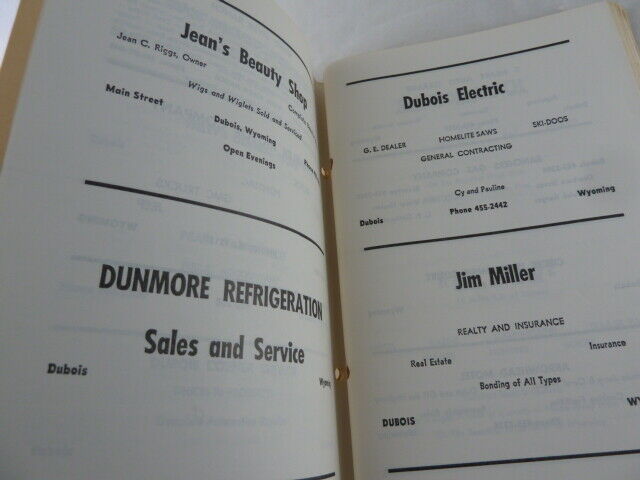 Jean's Beauty Shop
Jean C. Riggs, Owner
Wigs and Wiglets Sold and Serviced
Main Street
Dubois, Wyoming
Open Evenings
DUNMORE REFRIGERATION
Sales and Service
Dubois Wyoming
Dubois Electric
G. E. DEALER HOMELITE SAWS SKI-DOOS
GENERAL CONTRACTING
Cy and Pauline
Dubois Phone 455-2442 Wyoming
Jim Miller
REALTY AND INSURANCE
Real Estate Insurance
Bonding of All Types
DUBOIS WY